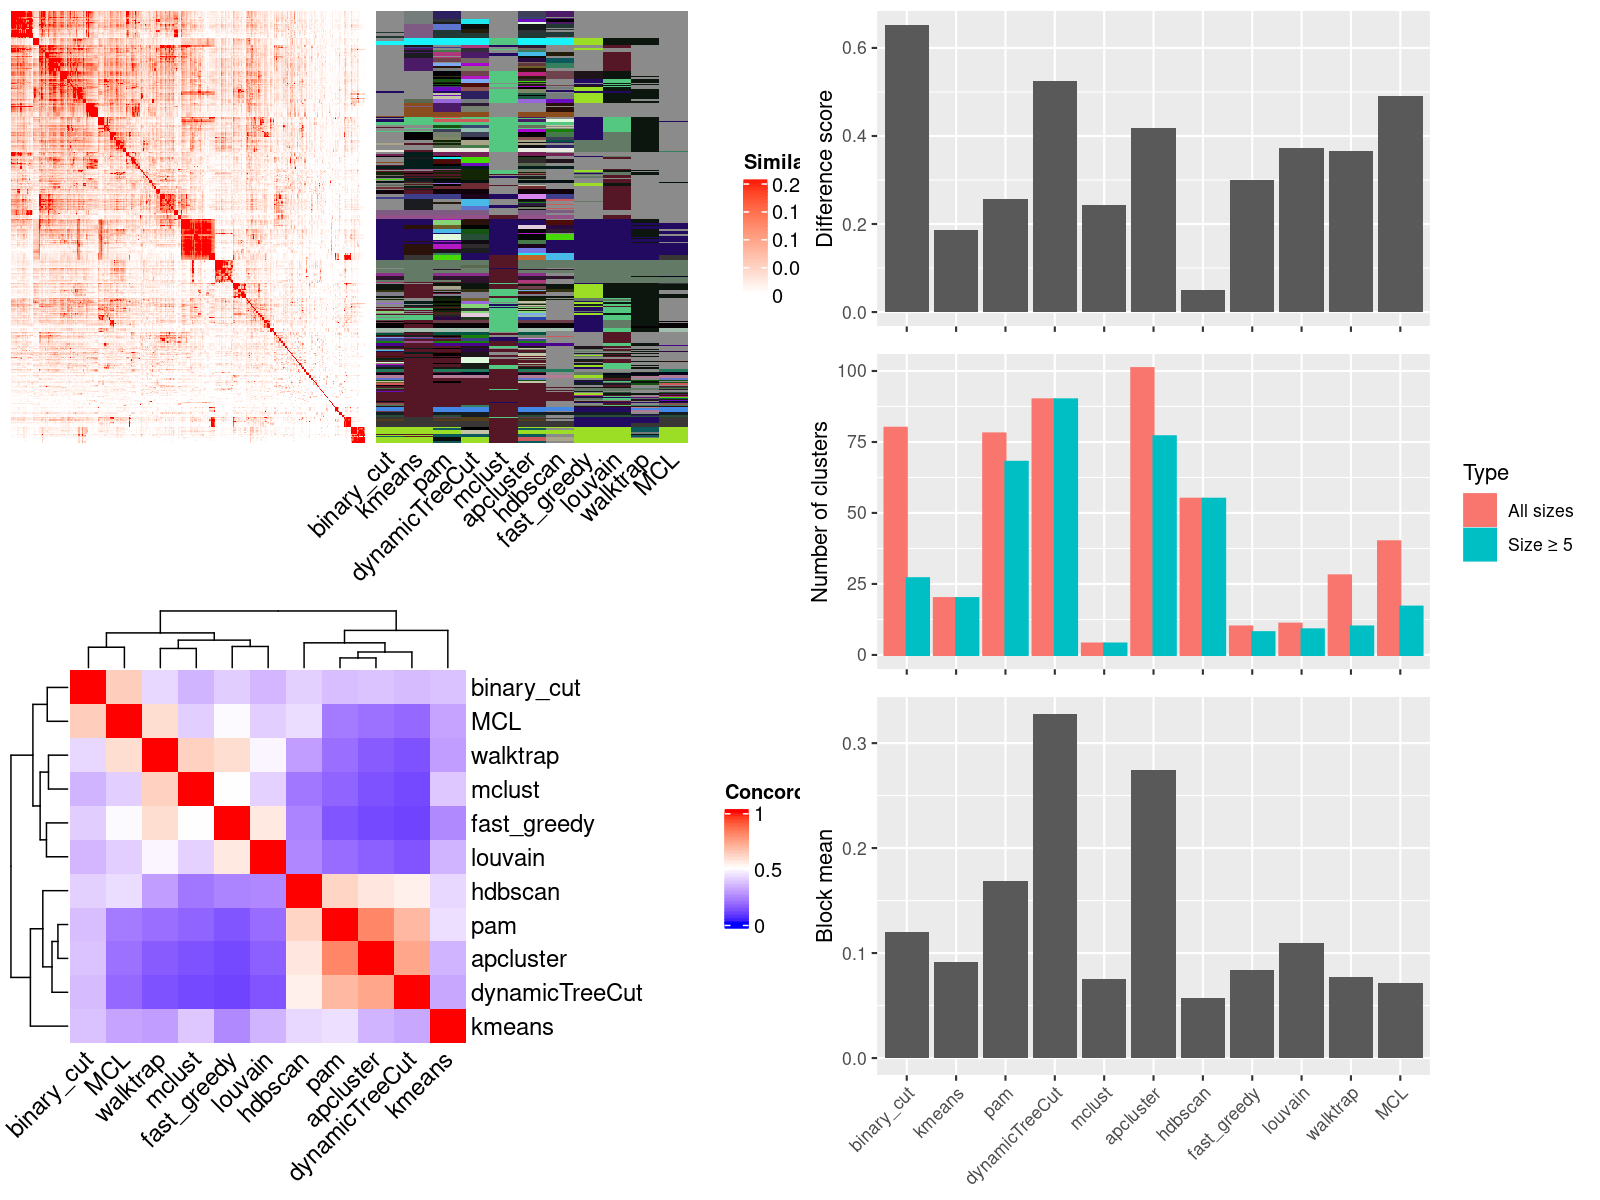 Simila
0.2
0.1
0.1
0.0
0
binary_cut
kmeans
pam
dynamicTreeCut
mclust
apcluster
hdbscan
fast_greedy
louvain
walktrap
MCL
binary_cut
MCL
walktrap
mclust
fast_greedy
louvain
hdbscan
pam
apcluster
dynamicTreeCut
kmeans
Concord
1
0.5
0
binary_cut
MCL
walktrap
mclust
fast_greedy
louvain
hdbscan
pam
apcluster
dynamicTreeCut
kmeans
Difference score
0.6
0.4
0.2
0.0
Number of clusters
100
75
50
25
0
Type
All sizes
Size ≥ 5
Block mean
0.3
0.2
0.1
0.0
binary_cut
kmeans
pam
dynamicTreeCut
mclust
apcluster
hdbscan
fast_greedy
louvain
walktrap
MCL